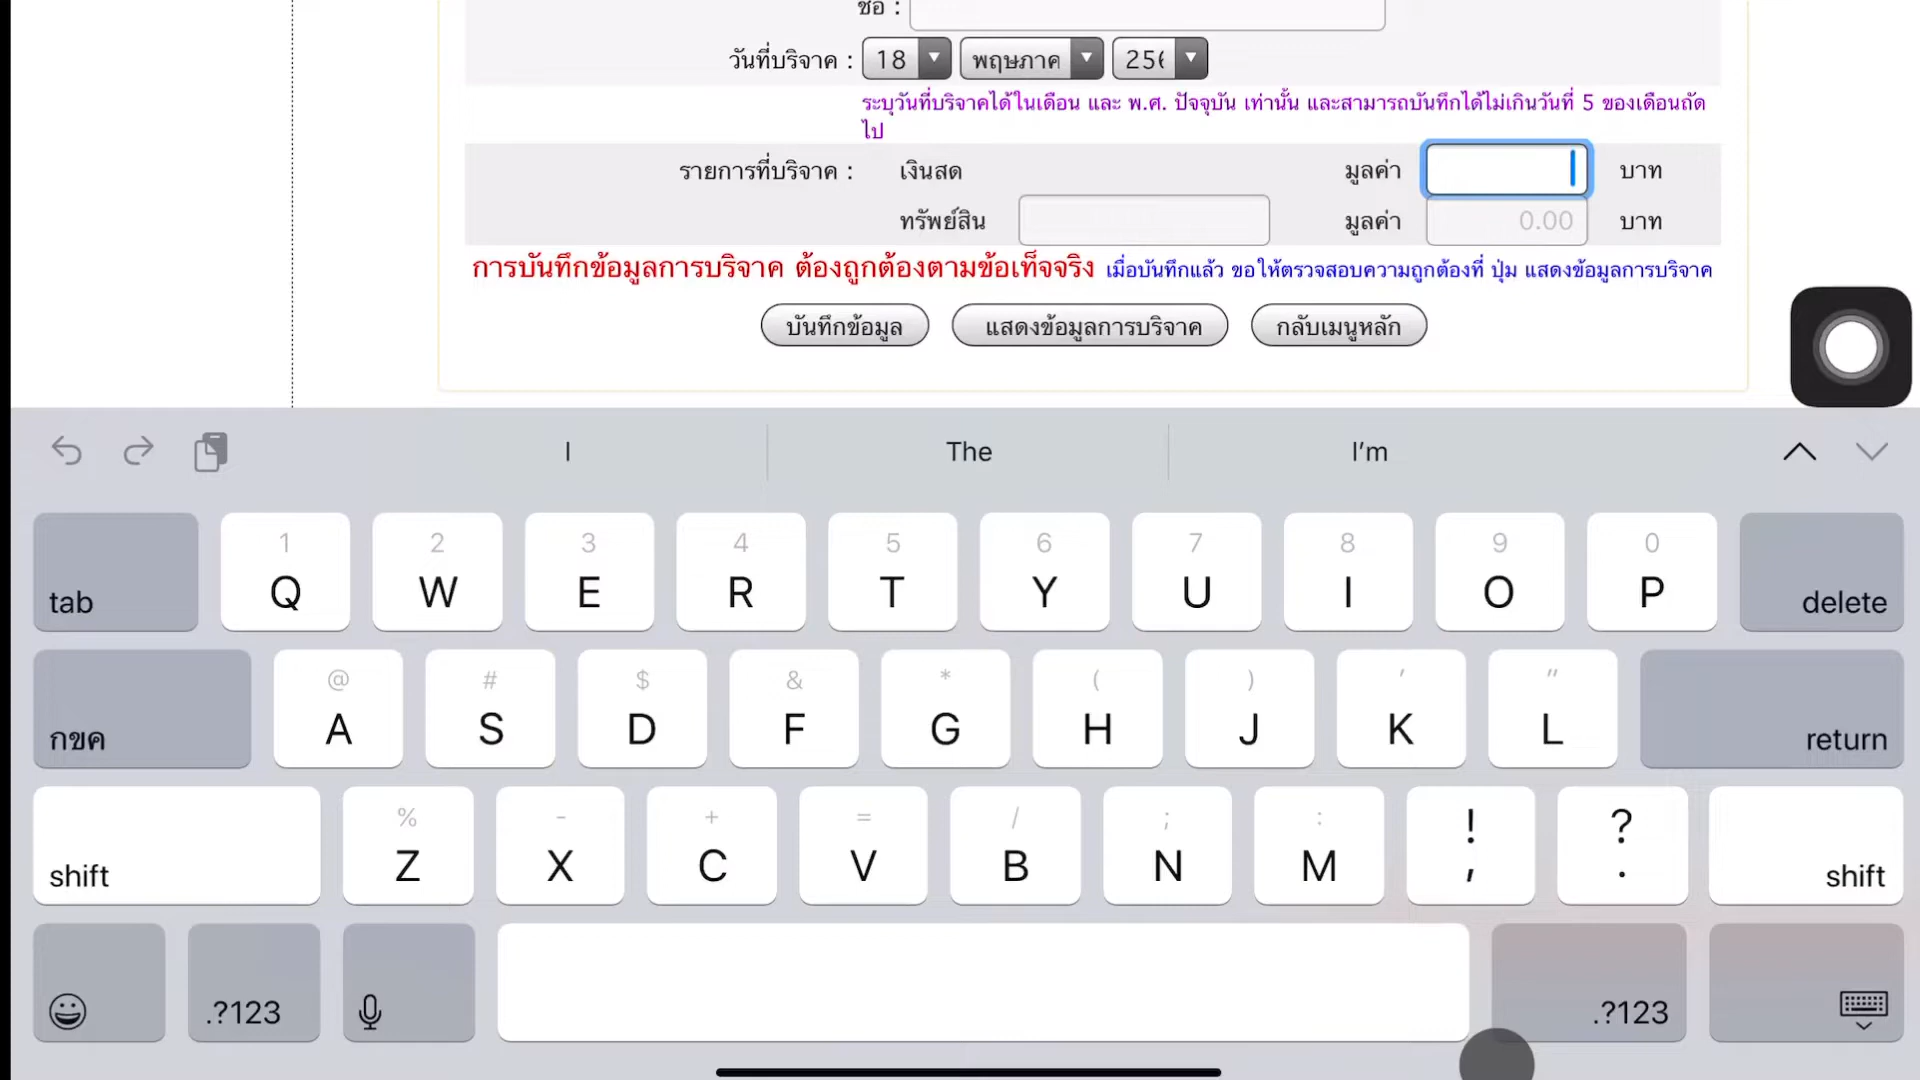 ชื่อ :
วันที่บริจาค : 18 พฤษภาค 256
ระบุวันที่บริจาคได้ในเดือน และ พ.ศ. ปัจจุบัน เท่านั้น และสามารถบันทึกได้ไม่เกินวันที่ 5 ของเดือนถัด
ไป
รายการที่บริจาค : เงินสด มูลค่า บาท
ทรัพย์สิน มูลค่า 0.00 บาท
การบันทึกข้อมูลการบริจาค ต้องถูกต้องตามข้อเท็จจริง เมื่อบันทึกแล้ว ขอให้ตรวจสอบความถูกต้องที่ ปุ่ม แสดงข้อมูลการบริจาค
บันทึกข้อมูล แสดงข้อมูลการบริจาค กลับเมนูหลัก
I The I’m
1 2 3 4 5 6 7 8 9 0
tab Q W E R T Y U I O P delete
@ # $ & * ( ) ' "
กขค A S D F G H J K L return
% - + = / ; : ! ?
shift Z X C V B N M , . shift
.?123 .?123